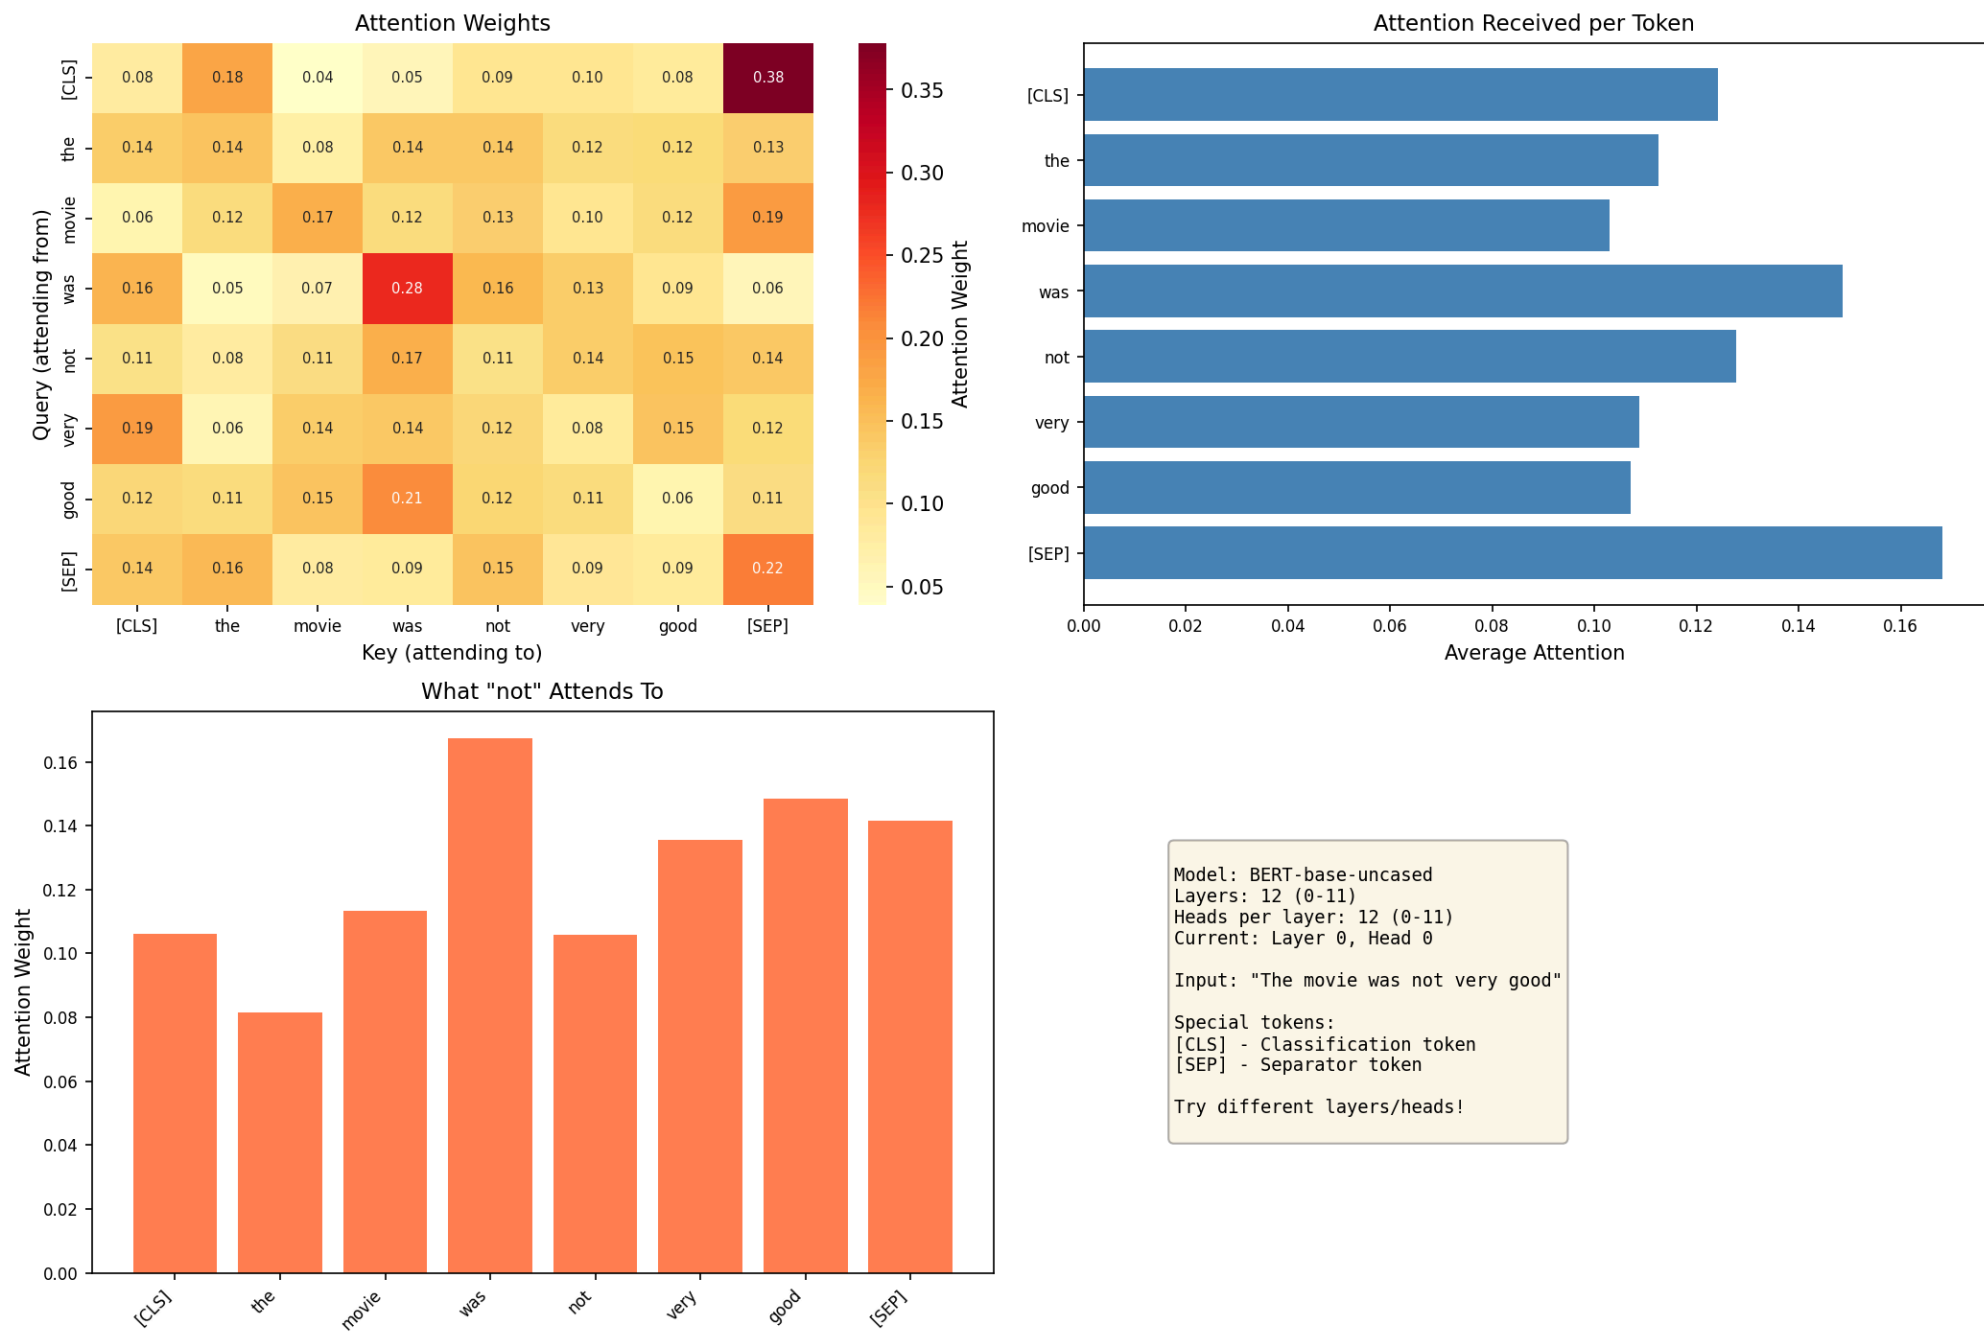 Attention Weights
Query (attending from)
[CLS] 0.08 0.18 0.04 0.05 0.09 0.10 0.08 0.38
the 0.14 0.14 0.08 0.14 0.14 0.12 0.12 0.13
movie 0.06 0.12 0.17 0.12 0.13 0.10 0.12 0.19
was 0.16 0.05 0.07 0.28 0.16 0.13 0.09 0.06
not 0.11 0.08 0.11 0.17 0.11 0.14 0.15 0.14
very 0.19 0.06 0.14 0.14 0.12 0.08 0.15 0.12
good 0.12 0.11 0.15 0.21 0.12 0.11 0.06 0.11
[SEP] 0.14 0.16 0.08 0.09 0.15 0.09 0.09 0.22
[CLS] the movie was not very good [SEP]
Key (attending to)
0.35
0.30
0.25
0.20
0.15
0.10
0.05
Attention Weight
Attention Received per Token
[CLS]
the
movie
was
not
very
good
[SEP]
0.00 0.02 0.04 0.06 0.08 0.10 0.12 0.14 0.16
Average Attention
What "not" Attends To
Attention Weight
0.16
0.14
0.12
0.10
0.08
0.06
0.04
0.02
0.00
[CLS] the movie was not very good [SEP]
Model: BERT-base-uncased
Layers: 12 (0-11)
Heads per layer: 12 (0-11)
Current: Layer 0, Head 0
Input: "The movie was not very good"
Special tokens:
[CLS] - Classification token
[SEP] - Separator token
Try different layers/heads!